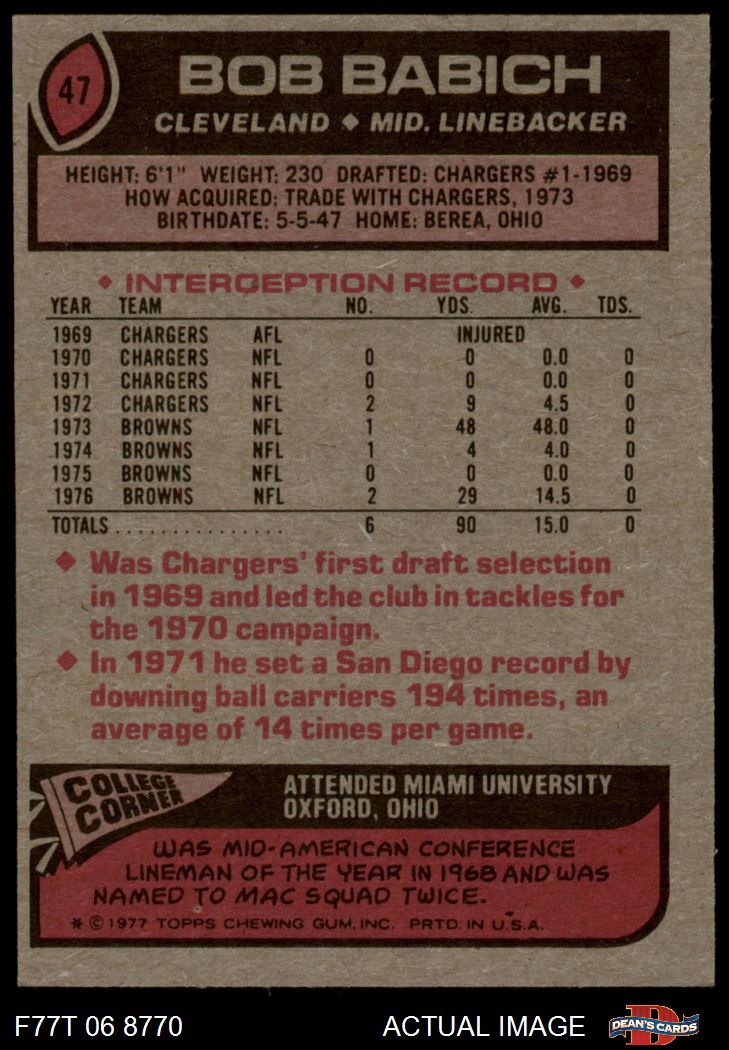 47
BOB BABICH
CLEVELAND ◆ MID. LINEBACKER
HEIGHT: 6'1" WEIGHT: 230 DRAFTED: CHARGERS #1-1969
HOW ACQUIRED: TRADE WITH CHARGERS, 1973
BIRTHDATE: 5-5-47 HOME: BEREA, OHIO
◆ INTERCEPTION RECORD ◆
YEAR TEAM NO. YDS. AVG. TDS.
1969 CHARGERS AFL INJURED
1970 CHARGERS NFL 0 0 0.0 0
1971 CHARGERS NFL 0 0 0.0 0
1972 CHARGERS NFL 2 9 4.5 0
1973 BROWNS NFL 1 48 48.0 0
1974 BROWNS NFL 1 4 4.0 0
1975 BROWNS NFL 0 0 0.0 0
1976 BROWNS NFL 2 29 14.5 0
TOTALS................ 6 90 15.0 0
◆ Was Chargers' first draft selection
in 1969 and led the club in tackles for
the 1970 campaign.
◆ In 1971 he set a San Diego record by
downing ball carriers 194 times, an
average of 14 times per game.
COLLEGE
CORNER
ATTENDED MIAMI UNIVERSITY
OXFORD, OHIO
WAS MID-AMERICAN CONFERENCE
LINEMAN OF THE YEAR IN 1968 AND WAS
NAMED TO MAC SQUAD TWICE.
* © 1977 TOPPS CHEWING GUM, INC. PRTD. IN U.S.A.
F77T 06 8770
ACTUAL IMAGE
D
DEAN'S CARDS